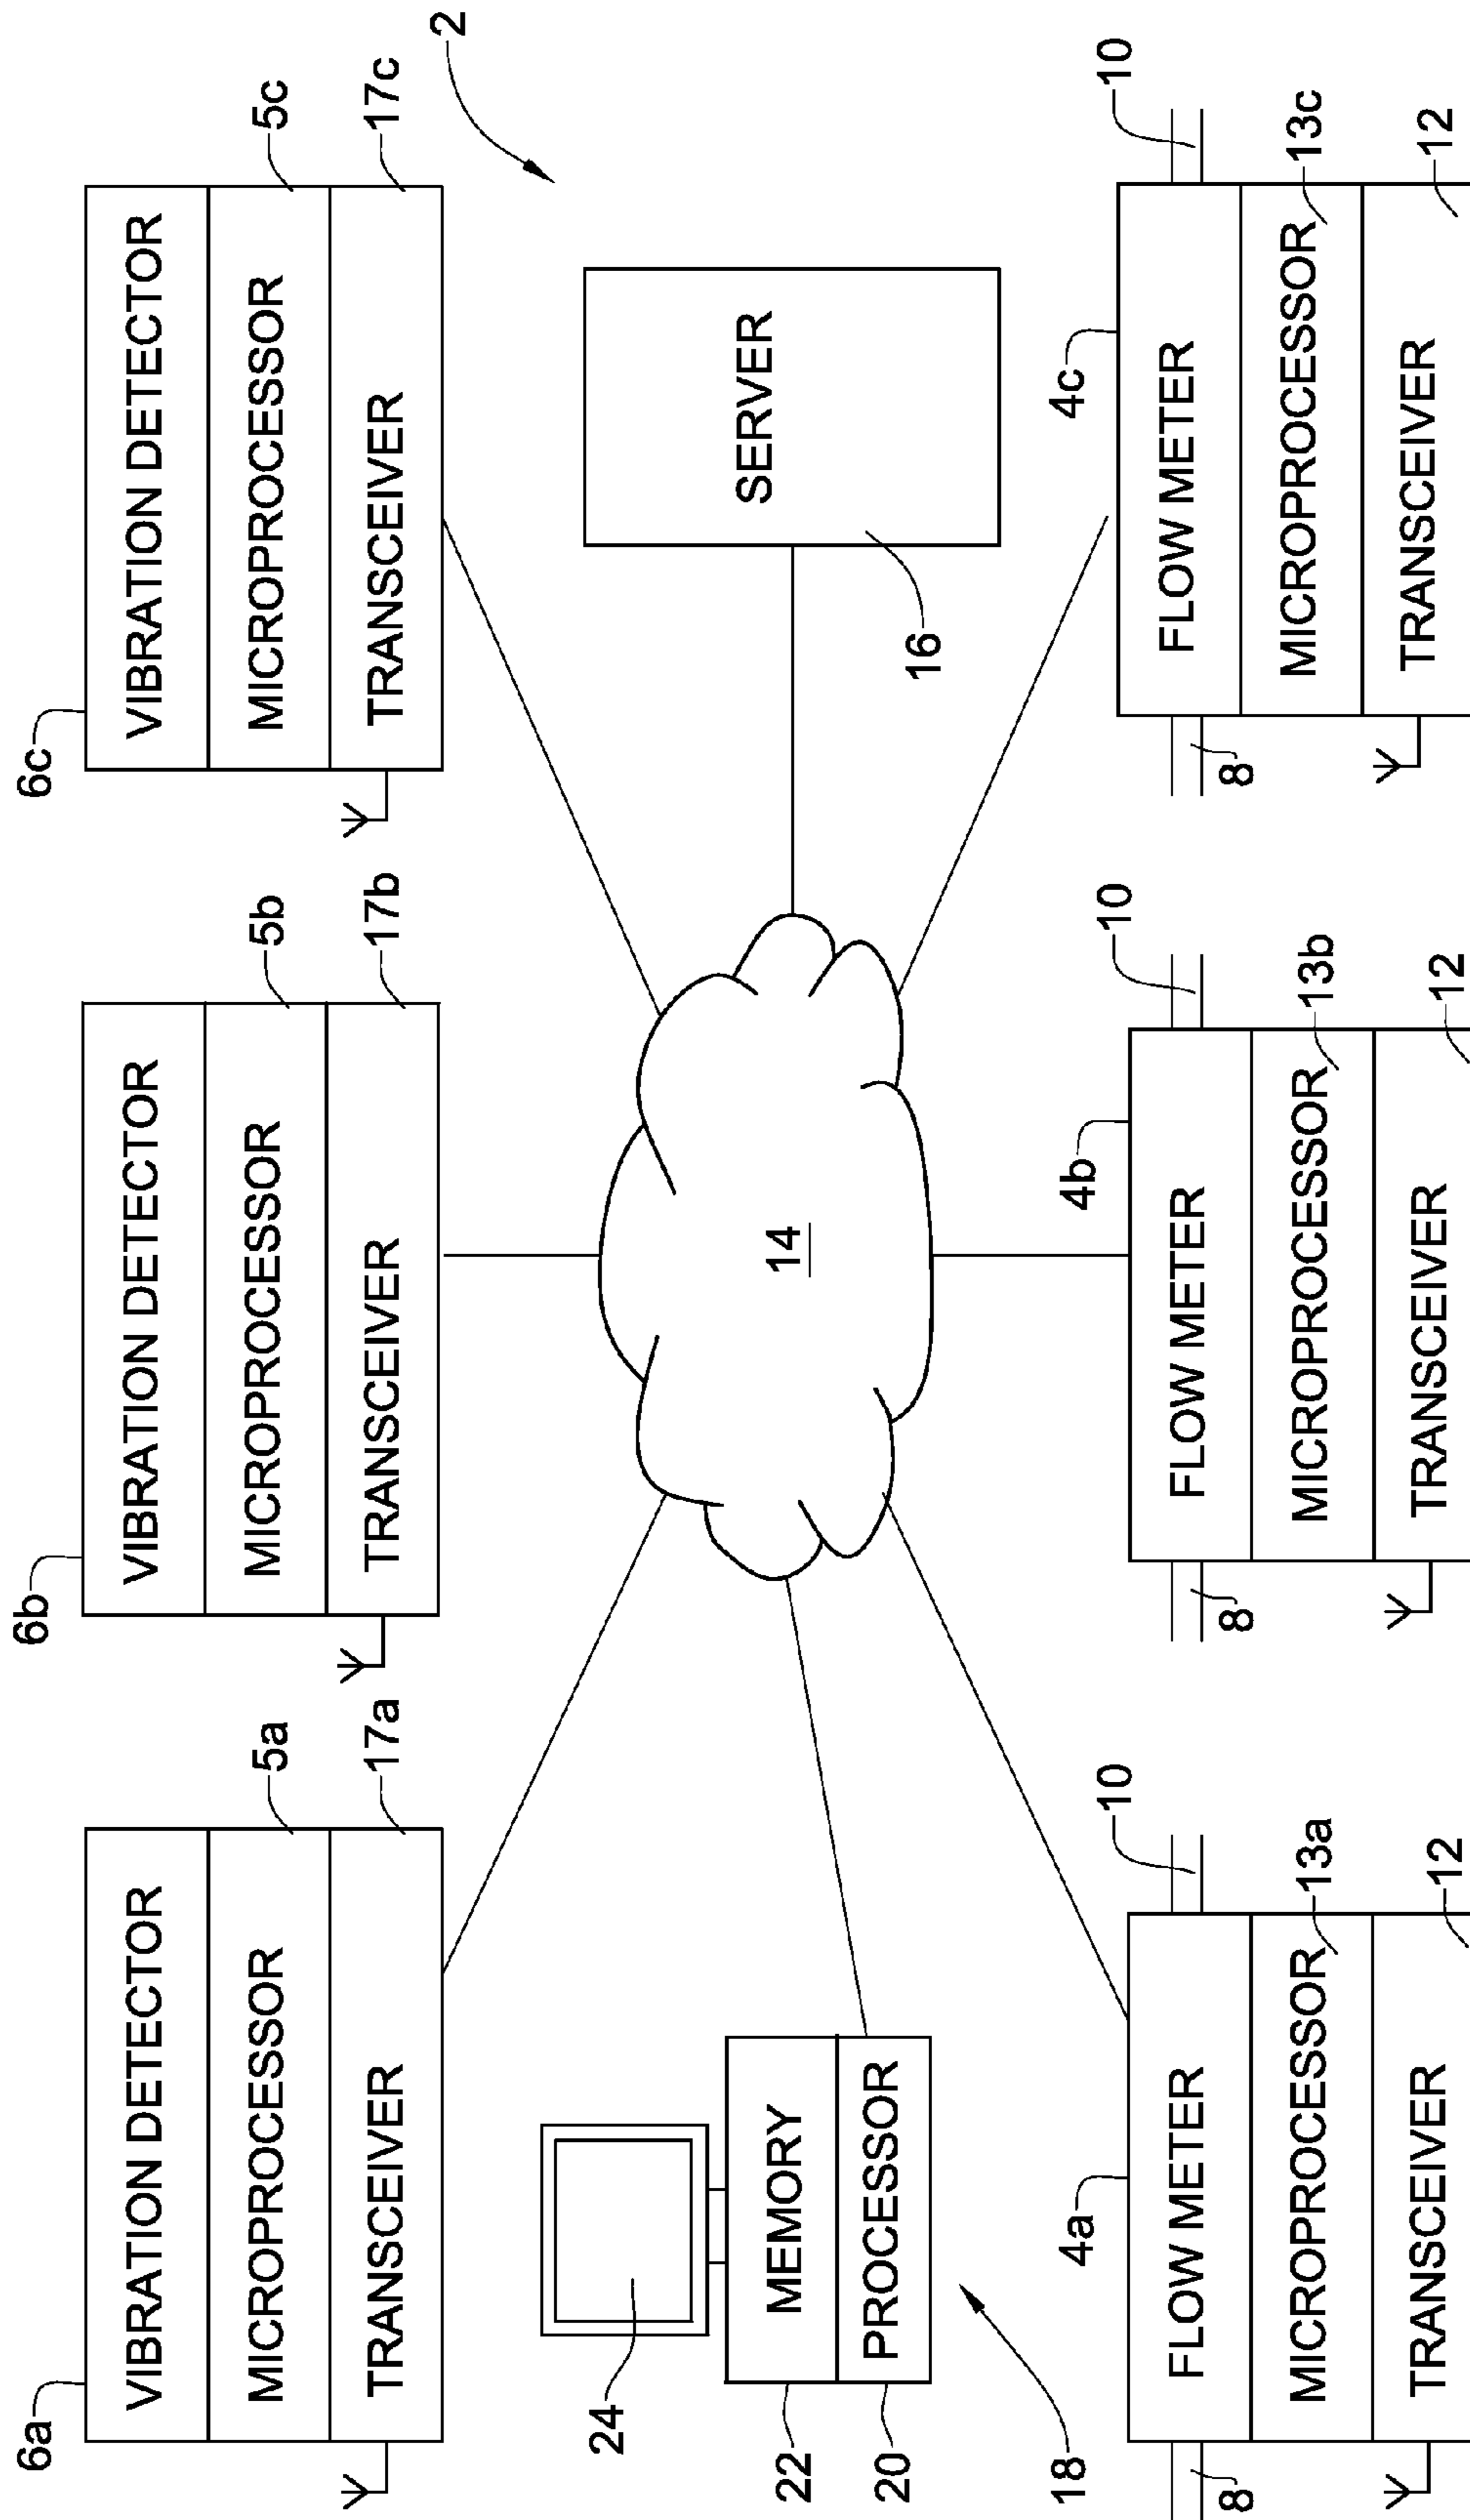 6a
VIBRATION DETECTOR
MICROPROCESSOR
5a
TRANSCEIVER
17a
6b
VIBRATION DETECTOR
MICROPROCESSOR
5b
TRANSCEIVER
17b
6c
VIBRATION DETECTOR
MICROPROCESSOR
5c
TRANSCEIVER
17c
2
24
22
MEMORY
20
PROCESSOR
18
14
SERVER
16
4a
10
8
FLOW METER
MICROPROCESSOR
13a
TRANSCEIVER
12
4b
10
8
FLOW METER
MICROPROCESSOR
13b
TRANSCEIVER
12
4c
10
8
FLOW METER
MICROPROCESSOR
13c
TRANSCEIVER
12